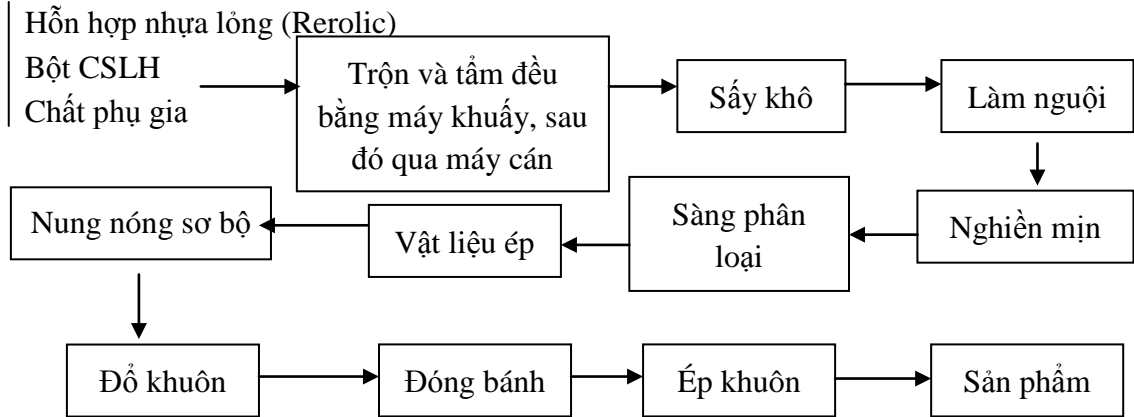 Hỗn hợp nhựa lỏng (Rerolic)
Bột CSLH
Chất phụ gia
Trộn và tẩm đều
bằng máy khuấy, sau
đó qua máy cán
Sấy khô
Làm nguội
Nghiền mịn
Sàng phân
loại
Vật liệu ép
Nung nóng sơ bộ
Đổ khuôn
Đóng bánh
Ép khuôn
Sản phẩm